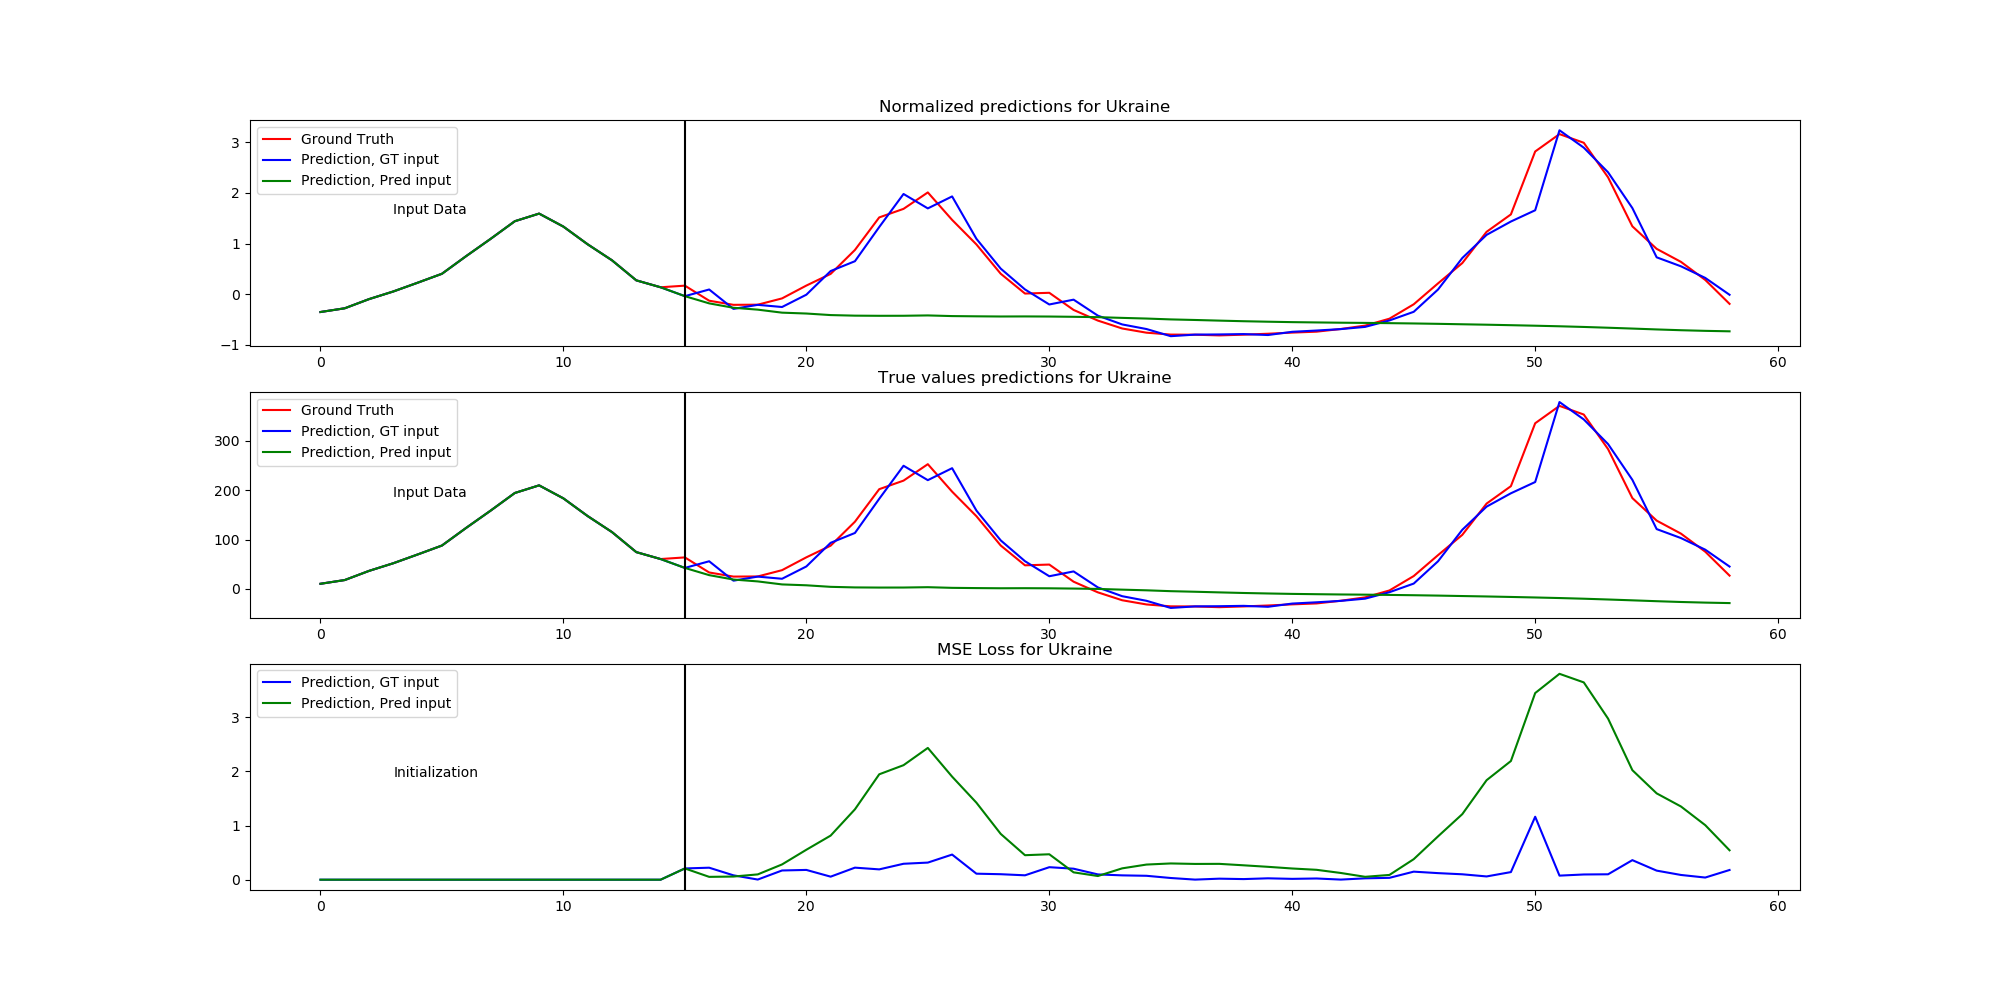 Normalized predictions for Ukraine
3
2
1
0
−1
Ground Truth
Prediction, GT input
Prediction, Pred input
Input Data
0 10 20 30 40 50 60
True values predictions for Ukraine
300
200
100
0
Ground Truth
Prediction, GT input
Prediction, Pred input
Input Data
0 10 20 30 40 50 60
MSE Loss for Ukraine
3
2
1
0
Prediction, GT input
Prediction, Pred input
Initialization
0 10 20 30 40 50 60